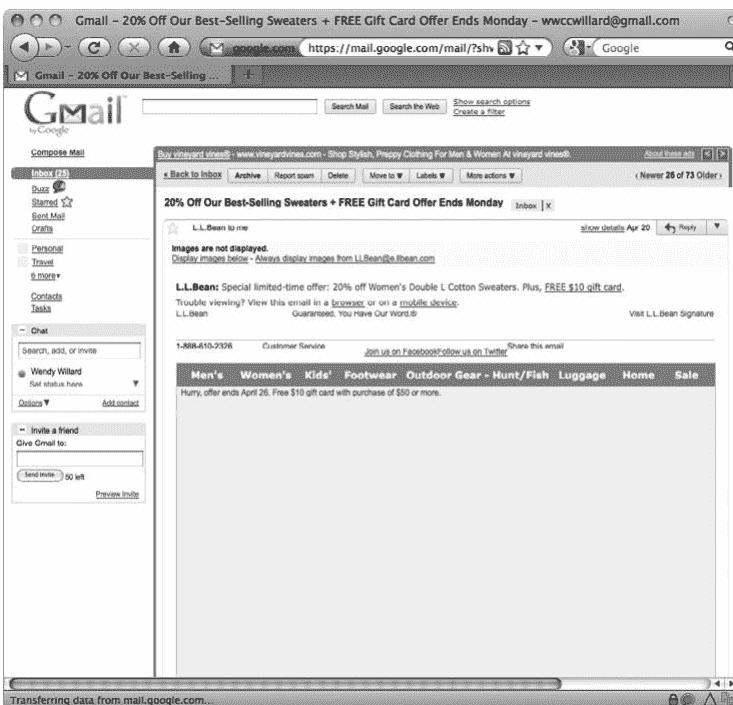 Gmail – 20% Off Our Best-Selling Sweaters + FREE Gift Card Offer Ends Monday – wwccwillard@gmail.com
google.com https://mail.google.com/mail/?shv Google
Gmail – 20% Off Our Best-Selling ... +
Gmail™
by Google
Search Mail Search the Web Show search options
Create a filter
Compose Mail
Inbox (25)
Buzz
Starred
Sent Mail
Drafts
Personal
Travel
6 more▾
Contacts
Tasks
– Chat
Search, add, or invite
Wendy Willard
Set status here ▼
Options ▼ Add contact
– Invite a friend
Give Gmail to:
Send Invite 50 left
Preview Invite
Buy vineyard vines® - www.vineyardvines.com - Shop Stylish, Preppy Clothing For Men & Women At vineyard vines®. About these ads < >
« Back to Inbox Archive Report spam Delete Move to ▼ Labels ▼ More actions ▼ ‹ Newer 26 of 73 Older ›
20% Off Our Best-Selling Sweaters + FREE Gift Card Offer Ends Monday Inbox | X
L.L.Bean to me show details Apr 20 Reply ▼
Images are not displayed.
Display images below - Always display images from LLBean@e.llbean.com
L.L.Bean: Special limited-time offer: 20% off Women's Double L Cotton Sweaters. Plus, FREE $10 gift card.
Trouble viewing? View this email in a browser or on a mobile device.
L.L.Bean Guaranteed. You Have Our Word.® Visit L.L.Bean Signature
1-888-610-2326 Customer Service Join us on FacebookFollow us on Twitter Share this email
Men's Women's Kids' Footwear Outdoor Gear – Hunt/Fish Luggage Home Sale
Hurry, offer ends April 26. Free $10 gift card with purchase of $50 or more.
Transferring data from mail.google.com...